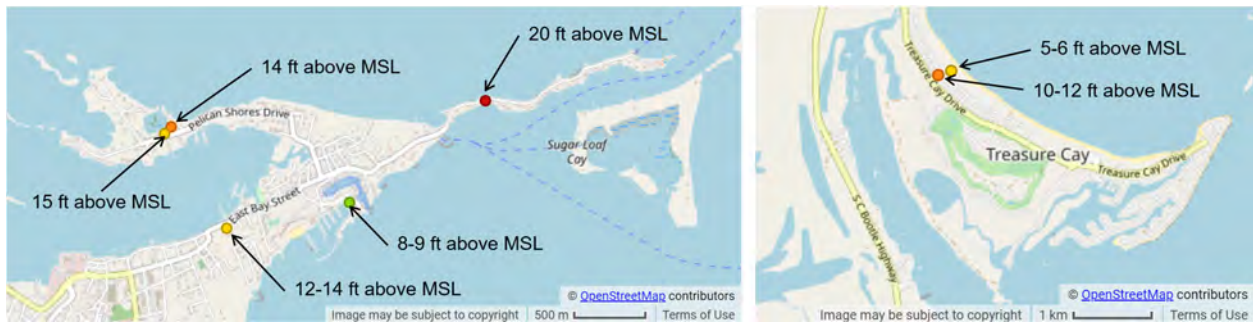 20 ft above MSL
14 ft above MSL
Pelican Shores Drive
Sugar Loaf
Cay
15 ft above MSL
East Bay Street
8-9 ft above MSL
12-14 ft above MSL
© OpenStreetMap contributors
Image may be subject to copyright 500 m Terms of Use
5-6 ft above MSL
Treasure Cay Drive
10-12 ft above MSL
Treasure Cay
Treasure Cay Drive
S C Bootle Highway
© OpenStreetMap contributors
Image may be subject to copyright 1 km Terms of Use